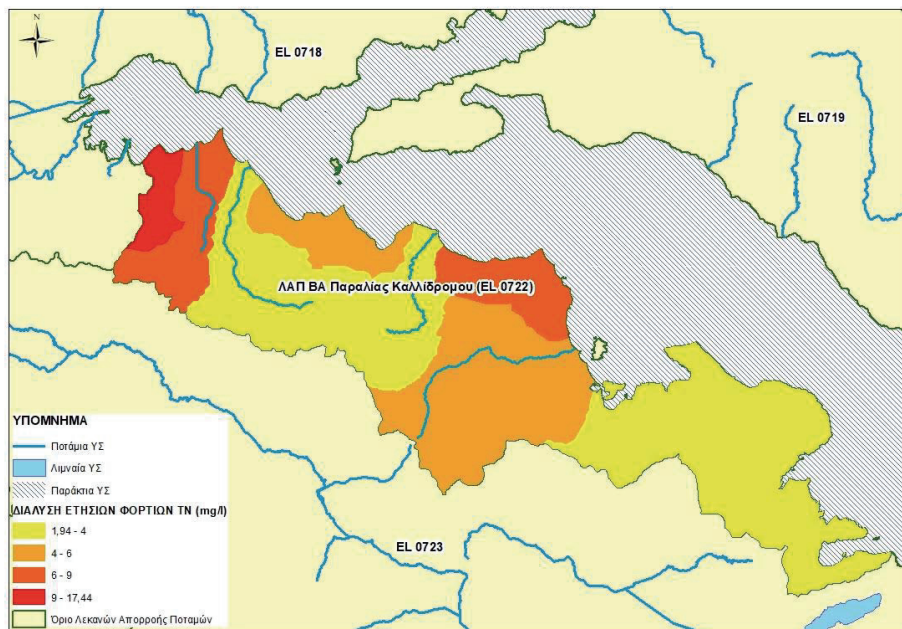 N
EL 0718
EL 0719
ΛΑΠ ΒΑ Παραλίας Καλλίδρομου (EL 0722)
EL 0723
ΥΠΟΜΝΗΜΑ
Ποτάμια ΥΣ
Λιμναία ΥΣ
Παράκτια ΥΣ
ΔΙΑΛΥΣΗ ΕΤΗΣΙΩΝ ΦΟΡΤΙΩΝ TN (mg/l)
1,94 - 4
4 - 6
6 - 9
9 - 17,44
Όριο Λεκανών Απορροής Ποταμών